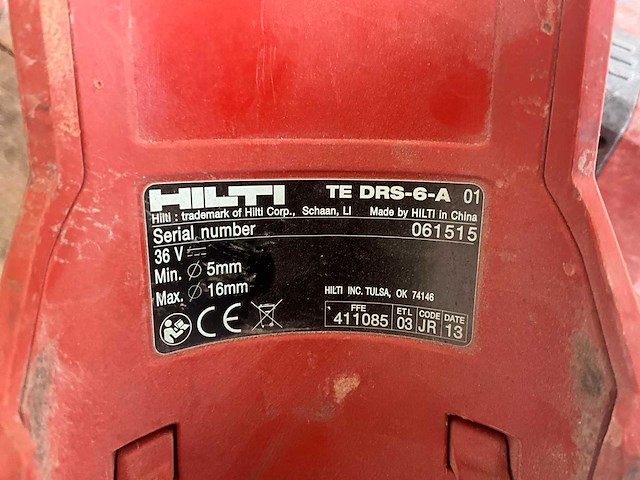 HILTI TE DRS-6-A 01
Hilti : trademark of Hilti Corp., Schaan, LI Made by HILTI in China
Serial number 061515
36 V
Min. Ø 5mm
Max. Ø 16mm
HILTI INC. TULSA, OK 74146
FFE ETL CODE DATE
411085 03 JR 13
CE